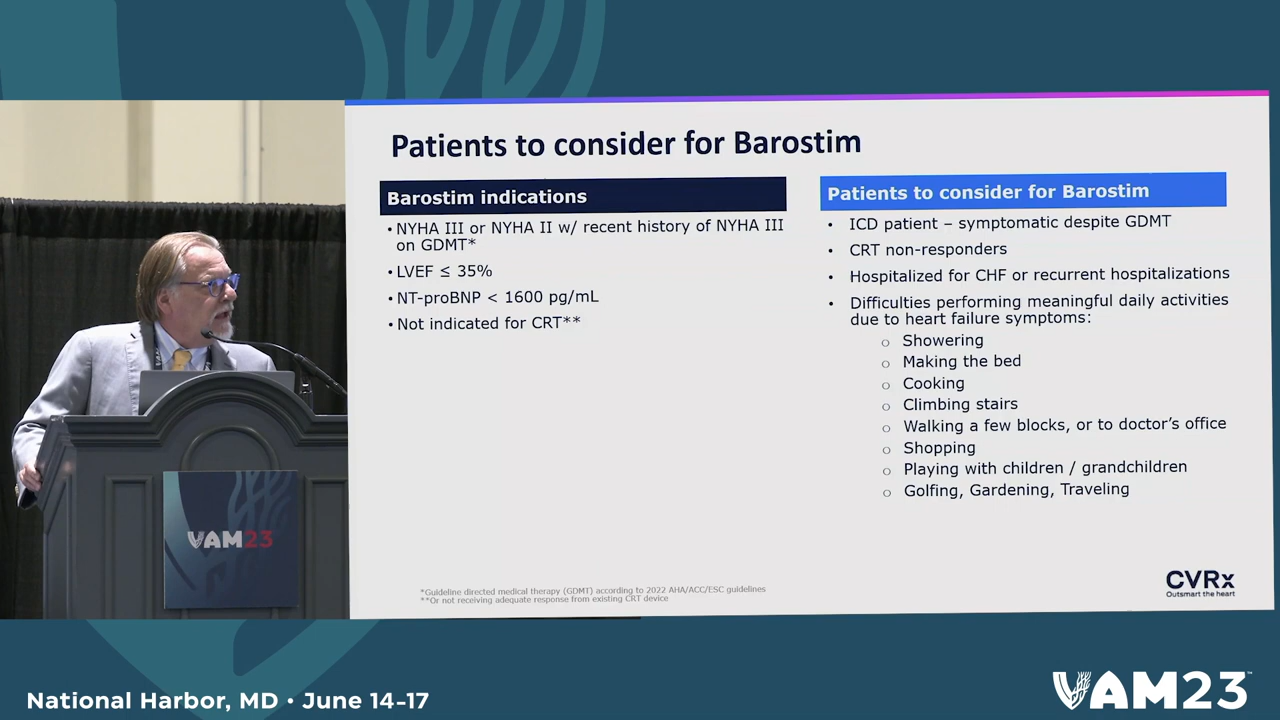 Patients to consider for Barostim
Barostim indications
• NYHA III or NYHA II w/ recent history of NYHA III
on GDMT*
• LVEF ≤ 35%
• NT-proBNP < 1600 pg/mL
• Not indicated for CRT**
Patients to consider for Barostim
• ICD patient – symptomatic despite GDMT
• CRT non-responders
• Hospitalized for CHF or recurrent hospitalizations
• Difficulties performing meaningful daily activities
due to heart failure symptoms:
o Showering
o Making the bed
o Cooking
o Climbing stairs
o Walking a few blocks, or to doctor’s office
o Shopping
o Playing with children / grandchildren
o Golfing, Gardening, Traveling
*Guideline directed medical therapy (GDMT) according to 2022 AHA/ACC/ESC guidelines
**Or not receiving adequate response from existing CRT device
CVRx
Outsmart the heart
VAM23
National Harbor, MD • June 14-17
VAM23™